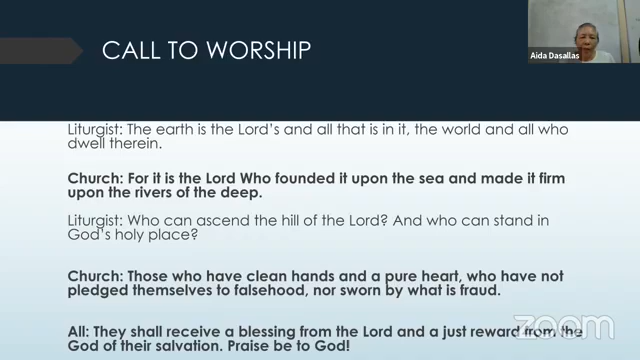 CALL TO WORSHIP
Aida Dasallas
Liturgist: The earth is the Lord's and all that is in it, the world and all who
dwell therein.
Church: For it is the Lord Who founded it upon the sea and made it firm
upon the rivers of the deep.
Liturgist: Who can ascend the hill of the Lord? And who can stand in
God's holy place?
Church: Those who have clean hands and a pure heart, who have not
pledged themselves to falsehood, nor sworn by what is fraud.
All: They shall receive a blessing from the Lord and a just reward from the
God of their salvation. Praise be to God!
zoom